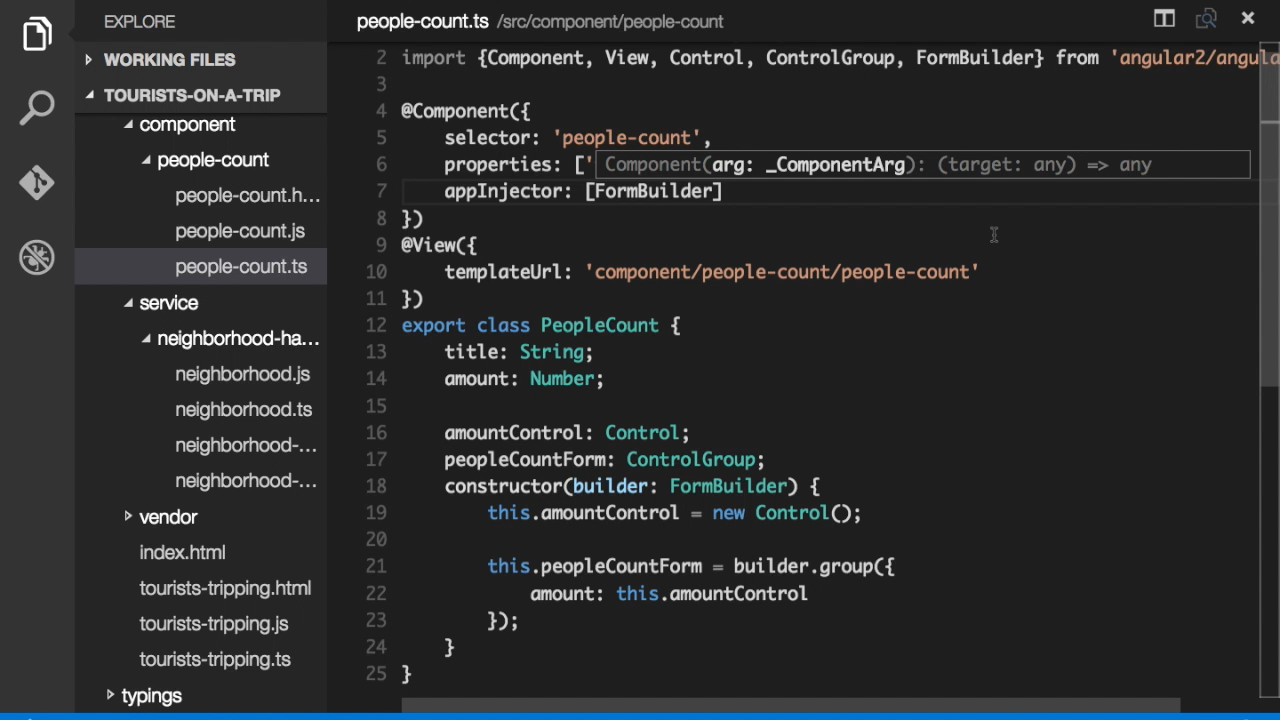 EXPLORE
WORKING FILES
TOURISTS-ON-A-TRIP
component
people-count
people-count.h...
people-count.js
people-count.ts
service
neighborhood-ha...
neighborhood.js
neighborhood.ts
neighborhood-...
neighborhood-...
vendor
index.html
tourists-tripping.html
tourists-tripping.js
tourists-tripping.ts
typings
people-count.ts /src/component/people-count
2 import {Component, View, Control, ControlGroup, FormBuilder} from 'angular2/angula
3
4 @Component({
5 selector: 'people-count',
6 properties: ['
Component(arg: _ComponentArg): (target: any) => any
7 appInjector: [FormBuilder]
8 })
9 @View({
10 templateUrl: 'component/people-count/people-count'
11 })
12 export class PeopleCount {
13 title: String;
14 amount: Number;
15
16 amountControl: Control;
17 peopleCountForm: ControlGroup;
18 constructor(builder: FormBuilder) {
19 this.amountControl = new Control();
20
21 this.peopleCountForm = builder.group({
22 amount: this.amountControl
23 });
24 }
25 }